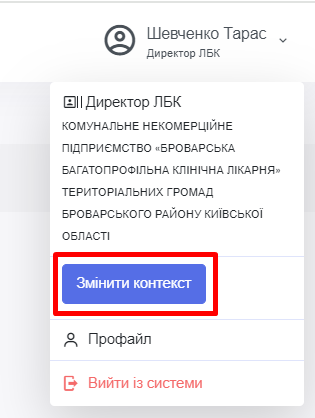 Шевченко Тарас
Директор ЛБК
Директор ЛБК
КОМУНАЛЬНЕ НЕКОМЕРЦІЙНЕ
ПІДПРИЄМСТВО «БРОВАРСЬКА
БАГАТОПРОФІЛЬНА КЛІНІЧНА ЛІКАРНЯ»
ТЕРИТОРІАЛЬНИХ ГРОМАД
БРОВАРСЬКОГО РАЙОНУ КИЇВСЬКОЇ
ОБЛАСТІ
Змінити контекст
Профайл
Вийти із системи